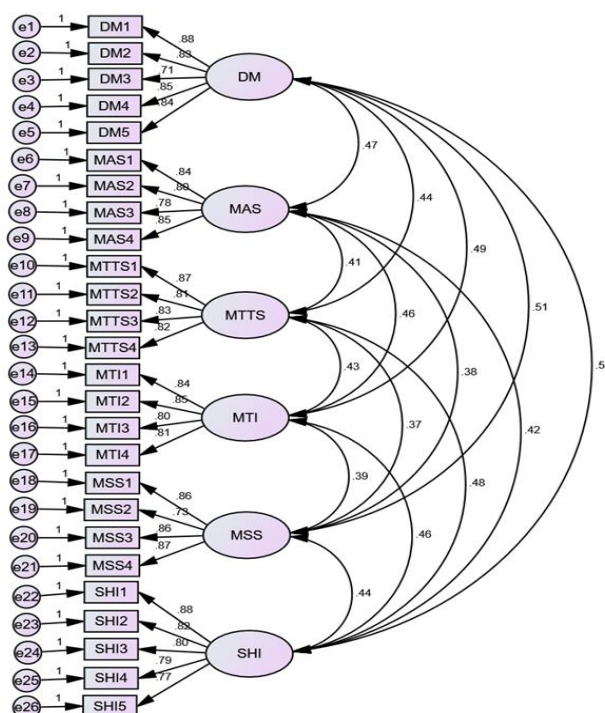 e1 1 DM1
.88
e2 1 DM2
.83
e3 1 DM3
.71
DM
e4 1 DM4
.85
e5 1 DM5
.84
e6 1 MAS1
.47
.84
e7 1 MAS2
.80
e8 1 MAS3
.78
MAS
.44
e9 1 MAS4
.85
e10 1 MTTS1
.41
.49
.87
e11 1 MTTS2
.81
.46
.51
e12 1 MTTS3
.83
MTTS
e13 1 MTTS4
.82
e14 1 MTI1
.43
.38
.5
.84
e15 1 MTI2
.85
e16 1 MTI3
.80
MTI
.37
.42
e17 1 MTI4
.81
e18 1 MSS1
.39
.48
.86
e19 1 MSS2
.73
e20 1 MSS3
.86
MSS
.46
e21 1 MSS4
.87
e22 1 SHI1
.44
.88
e23 1 SHI2
.82
e24 1 SHI3
.80
SHI
e25 1 SHI4
.79
.77
e26 1 SHI5